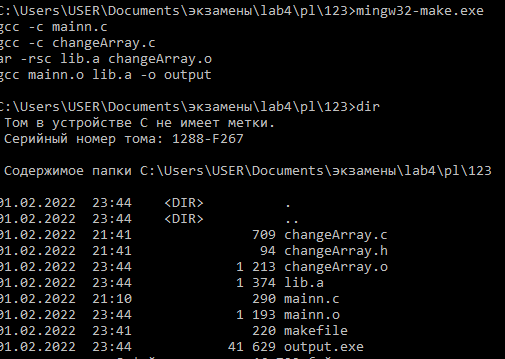 C:\Users\USER\Documents\экзамены\lab4\pl\123>mingw32-make.exe
gcc -c mainn.c
gcc -c changeArray.c
ar -rsc lib.a changeArray.o
gcc mainn.o lib.a -o output
C:\Users\USER\Documents\экзамены\lab4\pl\123>dir
Том в устройстве C не имеет метки.
Серийный номер тома: 1288-F267
Содержимое папки C:\Users\USER\Documents\экзамены\lab4\pl\123
01.02.2022 23:44 <DIR> .
01.02.2022 23:44 <DIR> ..
01.02.2022 21:41 709 changeArray.c
01.02.2022 21:41 94 changeArray.h
01.02.2022 23:44 1 213 changeArray.o
01.02.2022 23:44 1 374 lib.a
01.02.2022 21:10 290 mainn.c
01.02.2022 23:44 1 193 mainn.o
01.02.2022 23:41 220 makefile
01.02.2022 23:44 41 629 output.exe